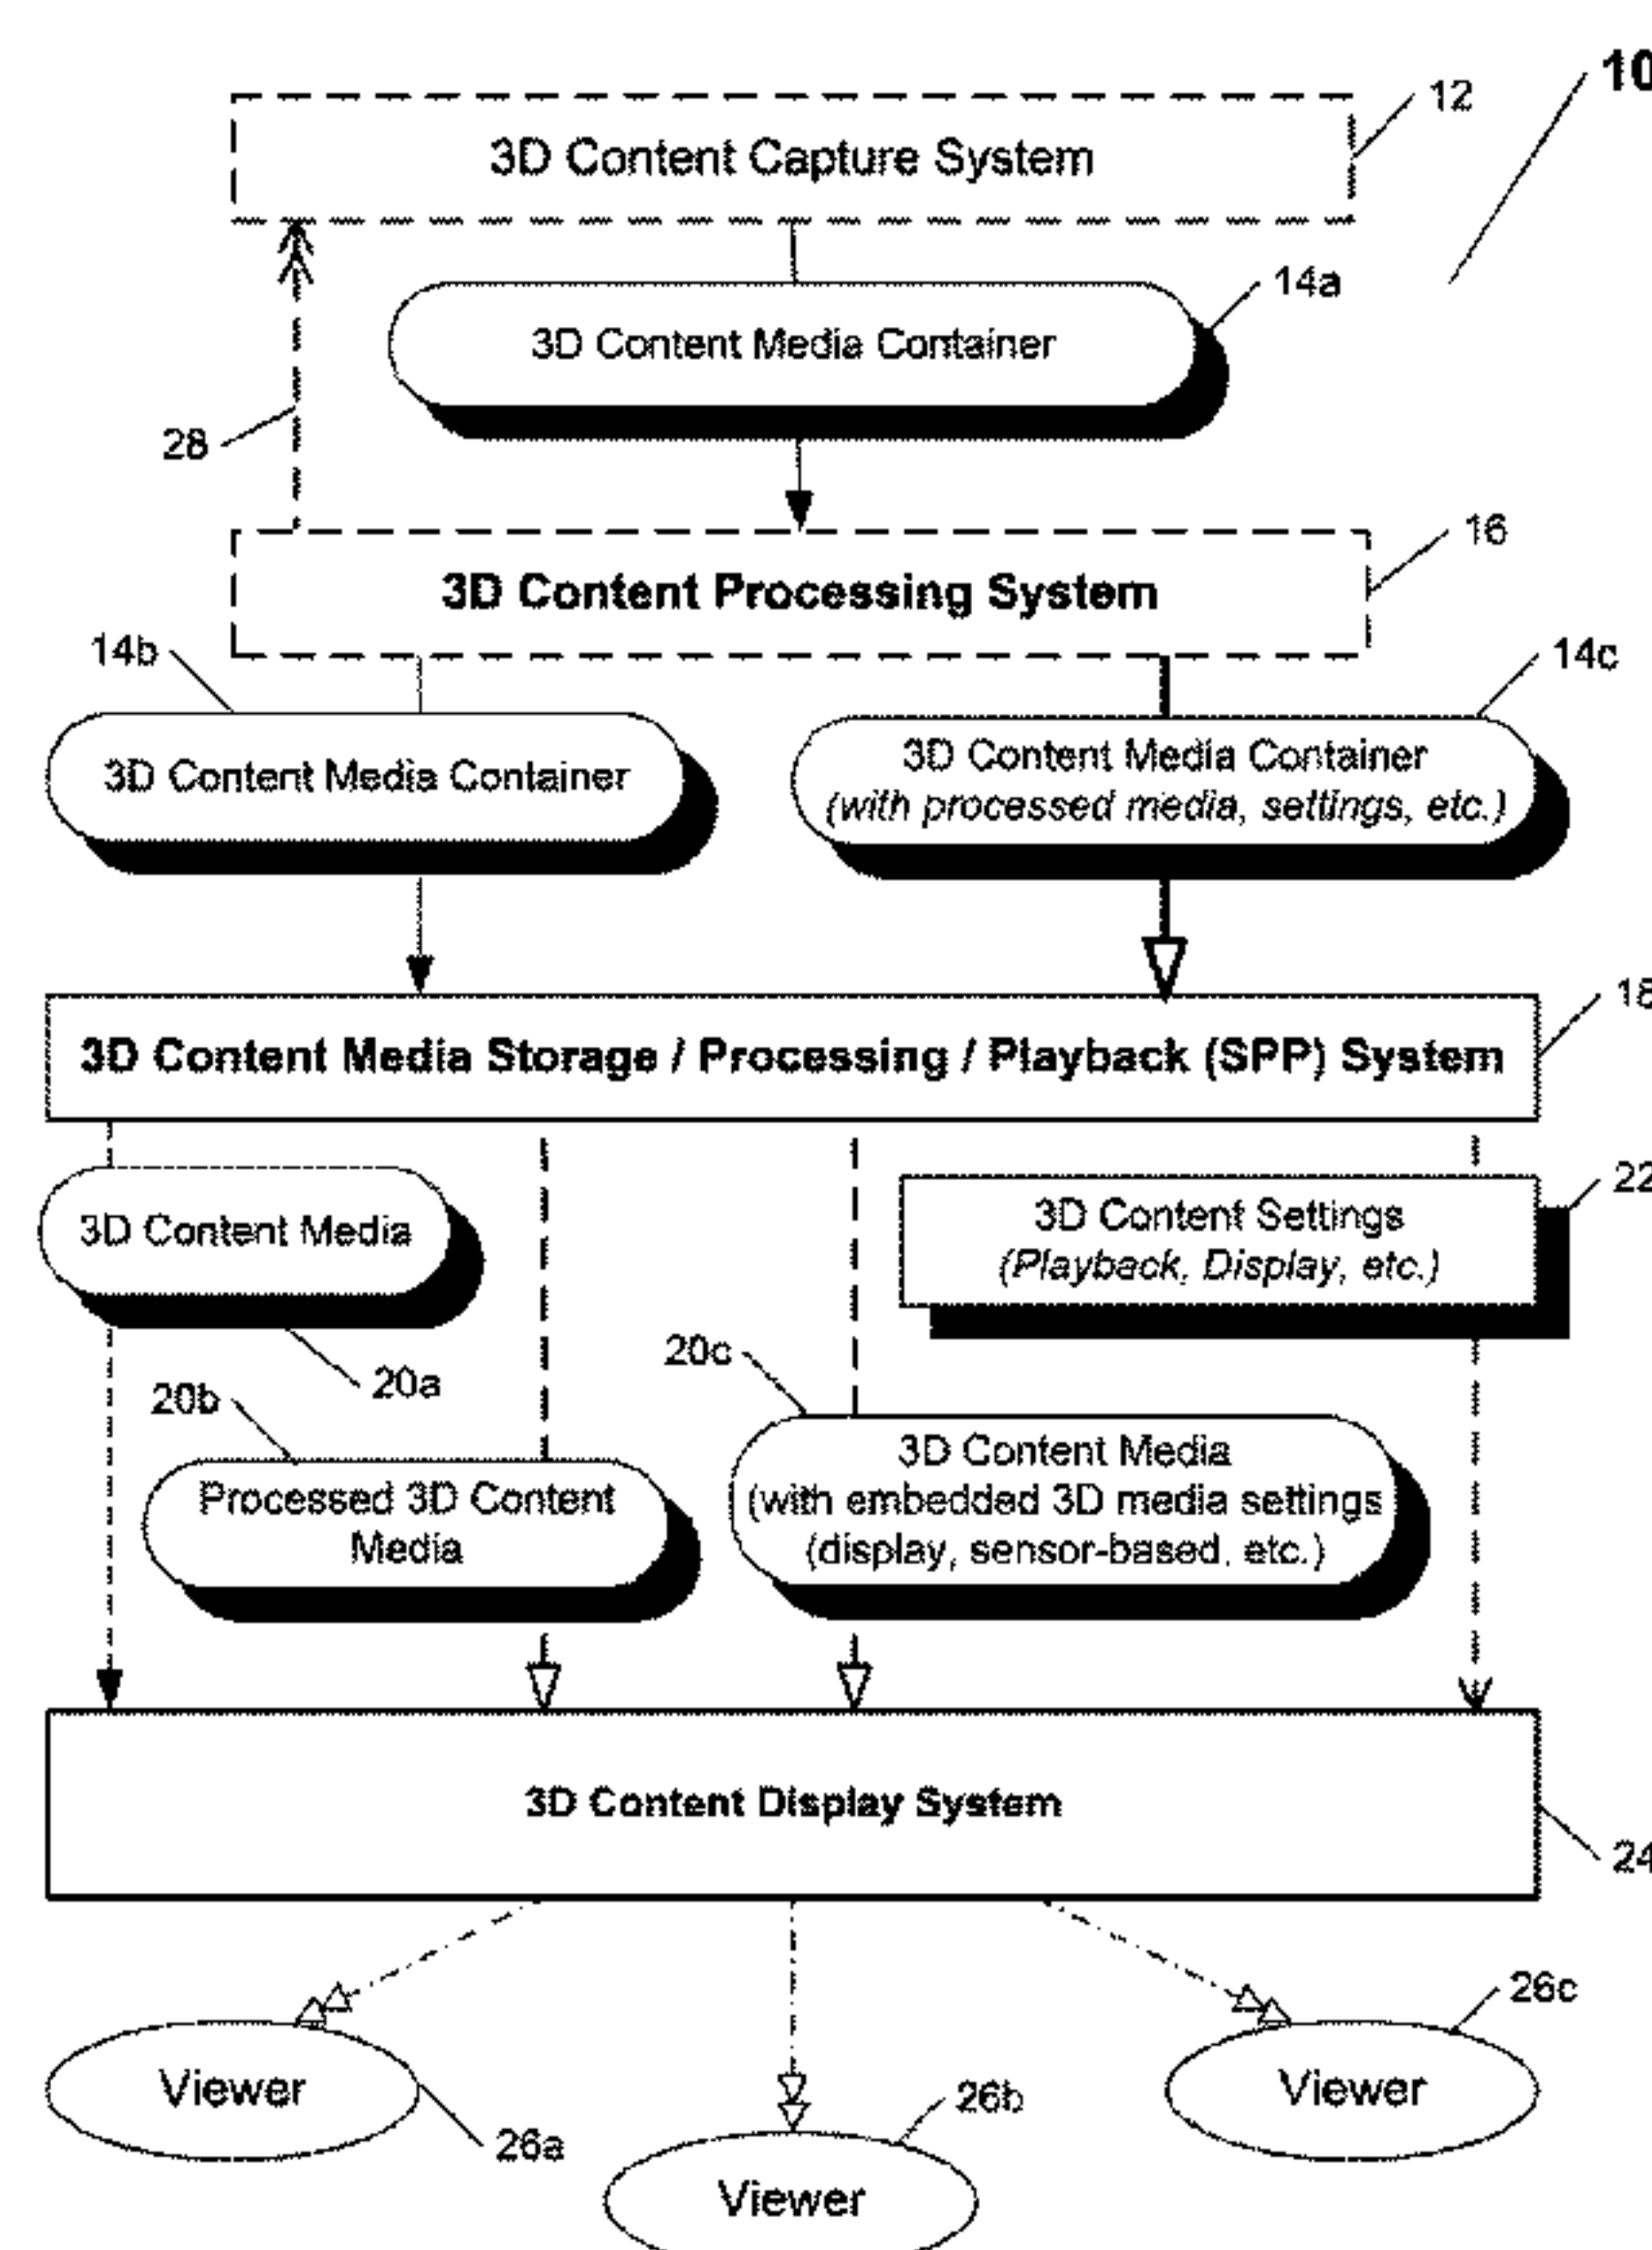 10
12
3D Content Capture System
14a
3D Content Media Container
28
16
3D Content Processing System
14b
14c
3D Content Media Container
3D Content Media Container
(with processed media, settings, etc.)
18
3D Content Media Storage / Processing / Playback (SPP) System
22
3D Content Media
3D Content Settings
(Playback, Display, etc.)
20c
20a
20b
3D Content Media
(with embedded 3D media settings
(display, sensor-based, etc.)
Processed 3D Content
Media
3D Content Display System
24
26c
Viewer
Viewer
26b
26a
Viewer